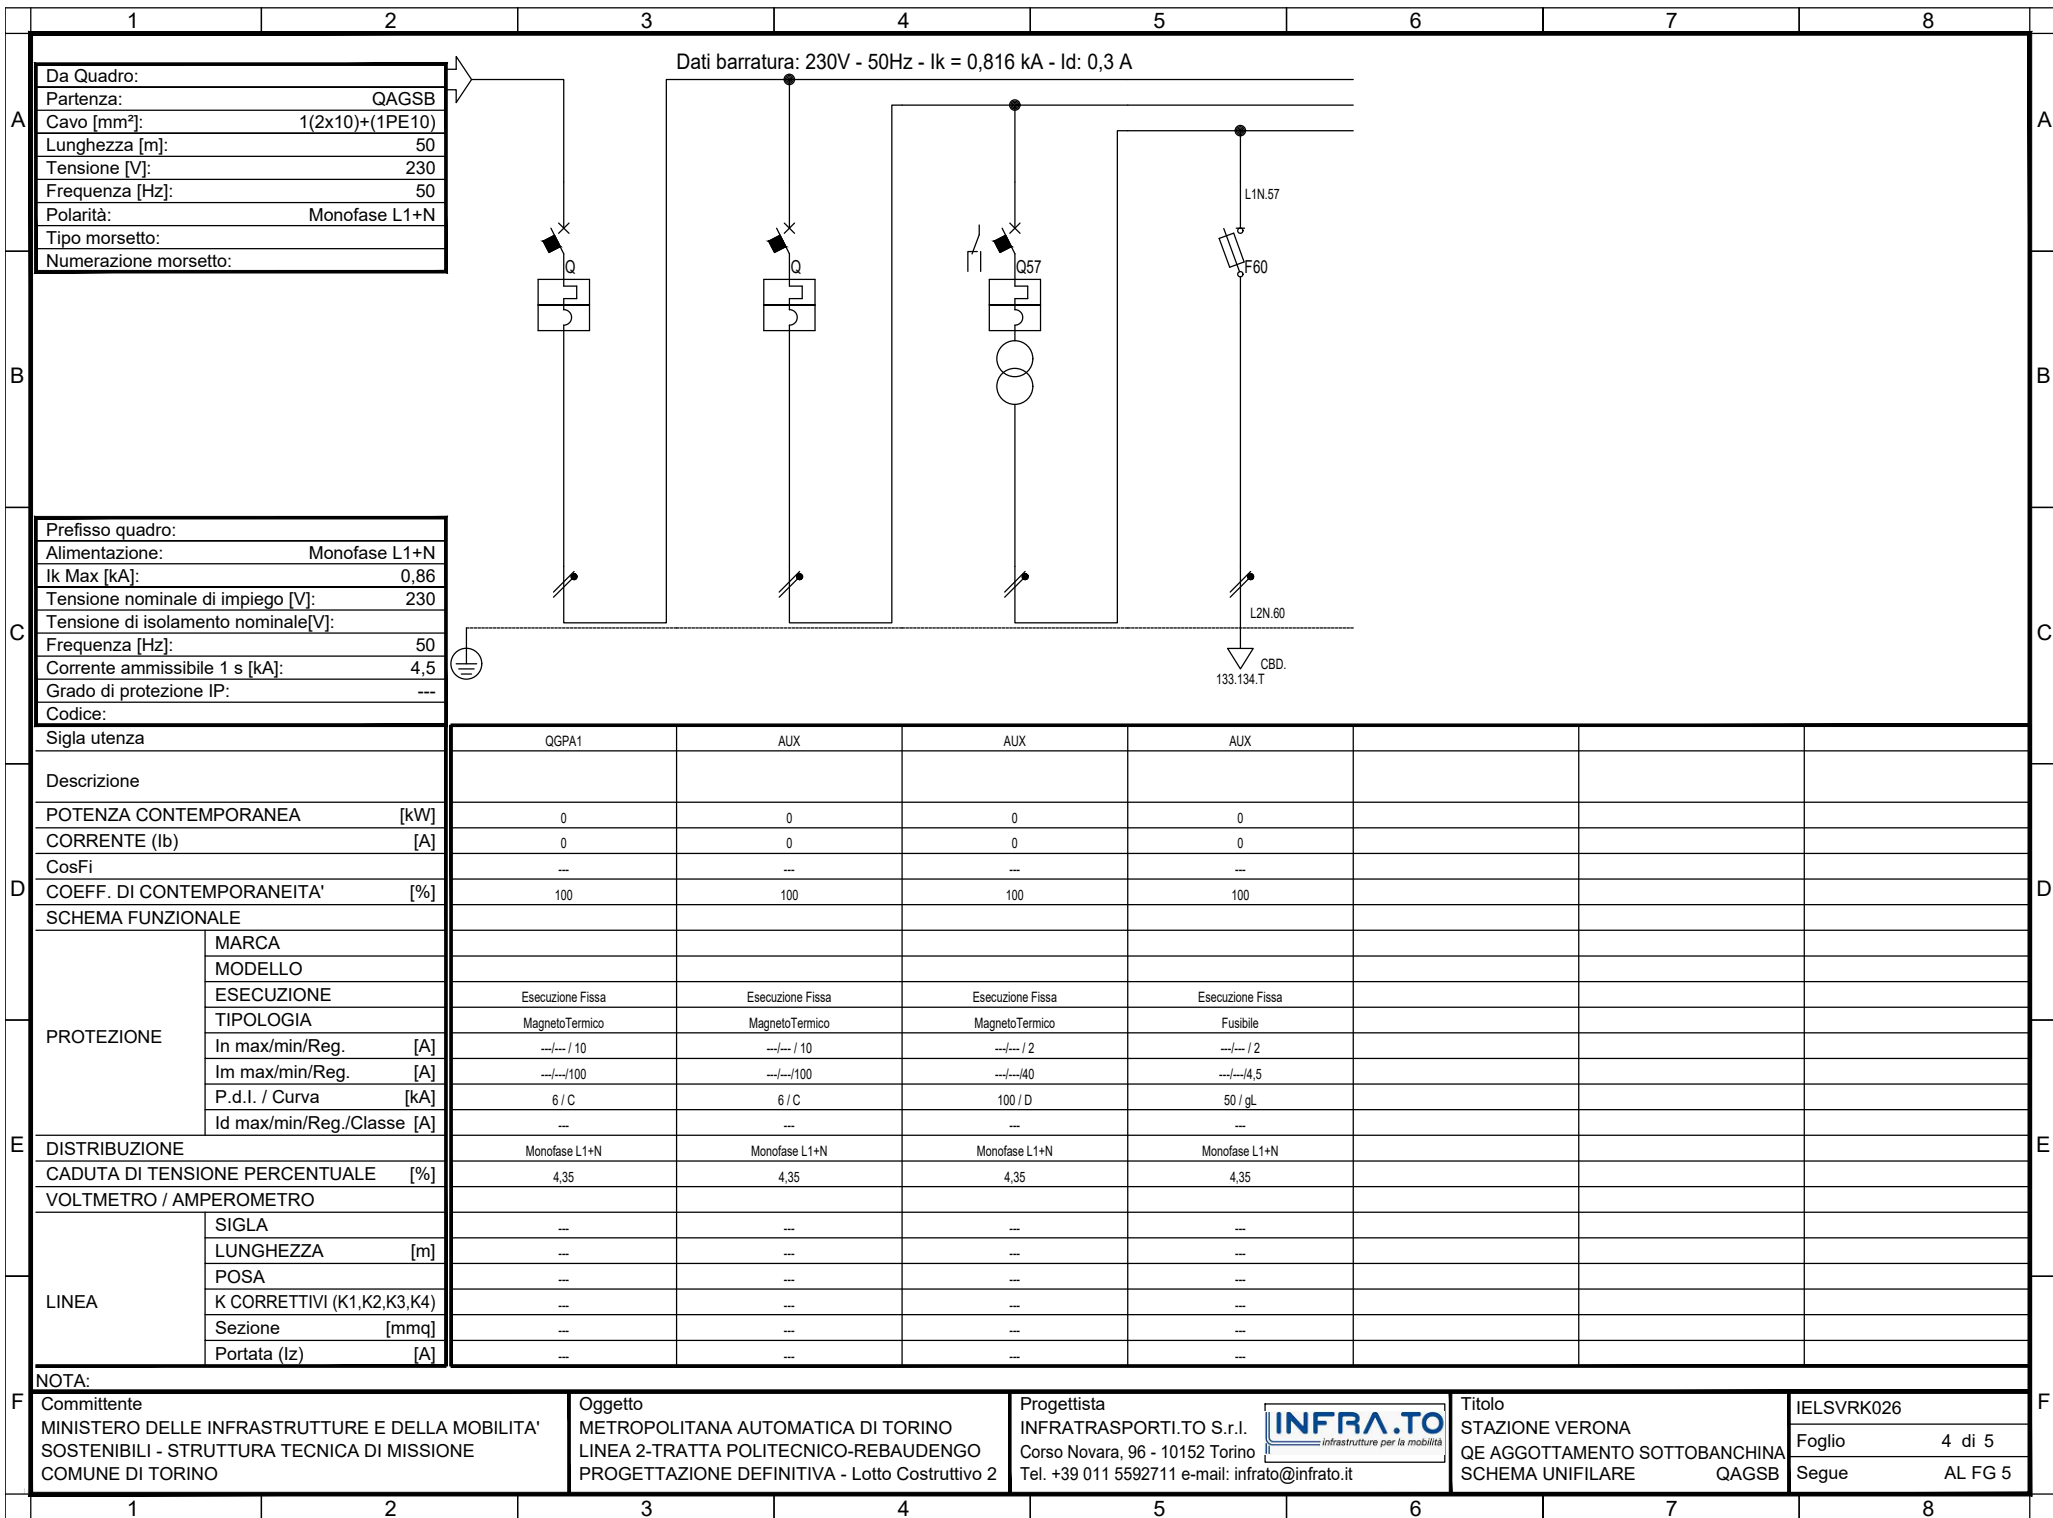 1 2 3 4 5 6 7 8
Dati barratura: 230V - 50Hz - Ik = 0,816 kA - Id: 0,3 A
Da Quadro:
Partenza: QAGSB
Cavo [mm²]: 1(2x10)+(1PE10)
Lunghezza [m]: 50
Tensione [V]: 230
Frequenza [Hz]: 50
Polarità: Monofase L1+N
Tipo morsetto:
Numerazione morsetto:
A A
L1N.57
Q Q Q57 F60
B B
Prefisso quadro:
Alimentazione: Monofase L1+N
Ik Max [kA]: 0,86
Tensione nominale di impiego [V]: 230
Tensione di isolamento nominale[V]:
Frequenza [Hz]: 50
Corrente ammissibile 1 s [kA]: 4,5
Grado di protezione IP: ---
Codice:
L2N.60
C C
CBD.
133.134.T
Sigla utenza QGPA1 AUX AUX AUX
Descrizione
POTENZA CONTEMPORANEA [kW] 0 0 0 0
CORRENTE (Ib) [A] 0 0 0 0
CosFi --- --- --- ---
D COEFF. DI CONTEMPORANEITA' [%] 100 100 100 100 D
SCHEMA FUNZIONALE
PROTEZIONE
MARCA
MODELLO
ESECUZIONE Esecuzione Fissa Esecuzione Fissa Esecuzione Fissa Esecuzione Fissa
TIPOLOGIA MagnetoTermico MagnetoTermico MagnetoTermico Fusibile
In max/min/Reg. [A] ---/--- / 10 ---/--- / 10 ---/--- / 2 ---/--- / 2
Im max/min/Reg. [A] ---/---/100 ---/---/100 ---/---/40 ---/---/4,5
P.d.I. / Curva [kA] 6 / C 6 / C 100 / D 50 / gL
Id max/min/Reg./Classe [A] --- --- --- ---
E DISTRIBUZIONE Monofase L1+N Monofase L1+N Monofase L1+N Monofase L1+N E
CADUTA DI TENSIONE PERCENTUALE [%] 4,35 4,35 4,35 4,35
VOLTMETRO / AMPEROMETRO
LINEA
SIGLA --- --- --- ---
LUNGHEZZA [m] --- --- --- ---
POSA --- --- --- ---
K CORRETTIVI (K1,K2,K3,K4) --- --- --- ---
Sezione [mmq] --- --- --- ---
Portata (Iz) [A] --- --- --- ---
NOTA:
F F
Committente
MINISTERO DELLE INFRASTRUTTURE E DELLA MOBILITA'
SOSTENIBILI - STRUTTURA TECNICA DI MISSIONE
COMUNE DI TORINO
Oggetto
METROPOLITANA AUTOMATICA DI TORINO
LINEA 2-TRATTA POLITECNICO-REBAUDENGO
PROGETTAZIONE DEFINITIVA - Lotto Costruttivo 2
Progettista
INFRATRASPORTI.TO S.r.l.
Corso Novara, 96 - 10152 Torino
Tel. +39 011 5592711 e-mail: infrato@infrato.it
INFRA.TO
infrastrutture per la mobilità
Titolo
STAZIONE VERONA
QE AGGOTTAMENTO SOTTOBANCHINA
SCHEMA UNIFILARE QAGSB
IELSVRK026
Foglio 4 di 5
Segue AL FG 5
1 2 3 4 5 6 7 8